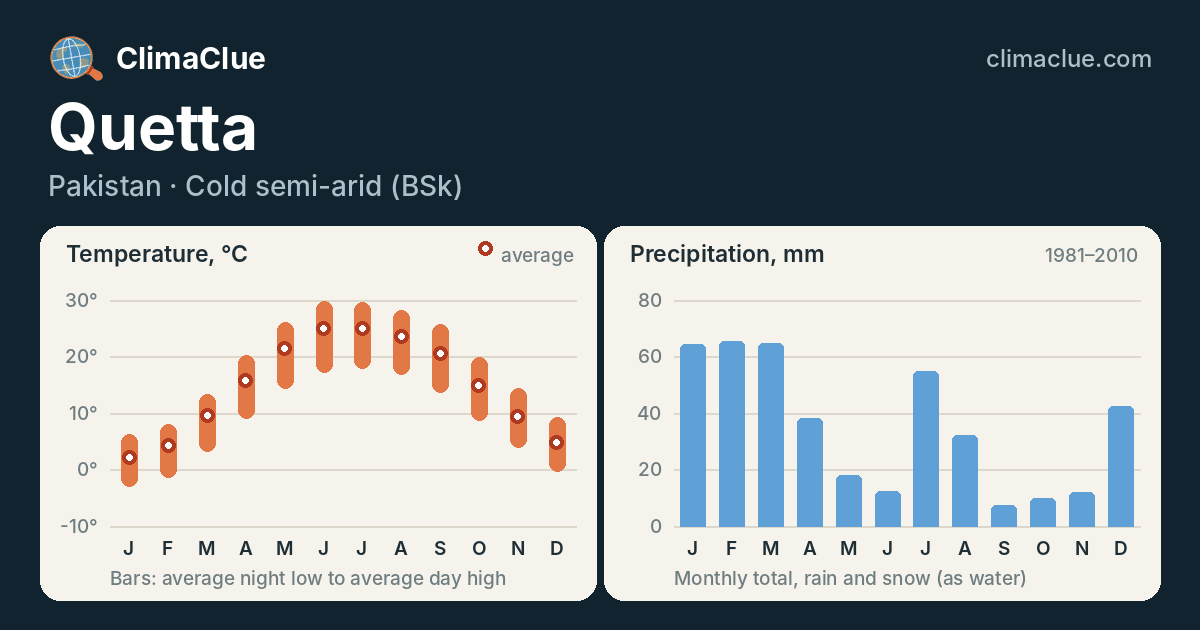 ClimaClue
climaclue.com
Quetta
Pakistan · Cold semi-arid (BSk)
Temperature, °C
average
30°
20°
10°
0°
-10°
J F M A M J J A S O N D
Bars: average night low to average day high
Precipitation, mm
1981–2010
80
60
40
20
0
J F M A M J J A S O N D
Monthly total, rain and snow (as water)